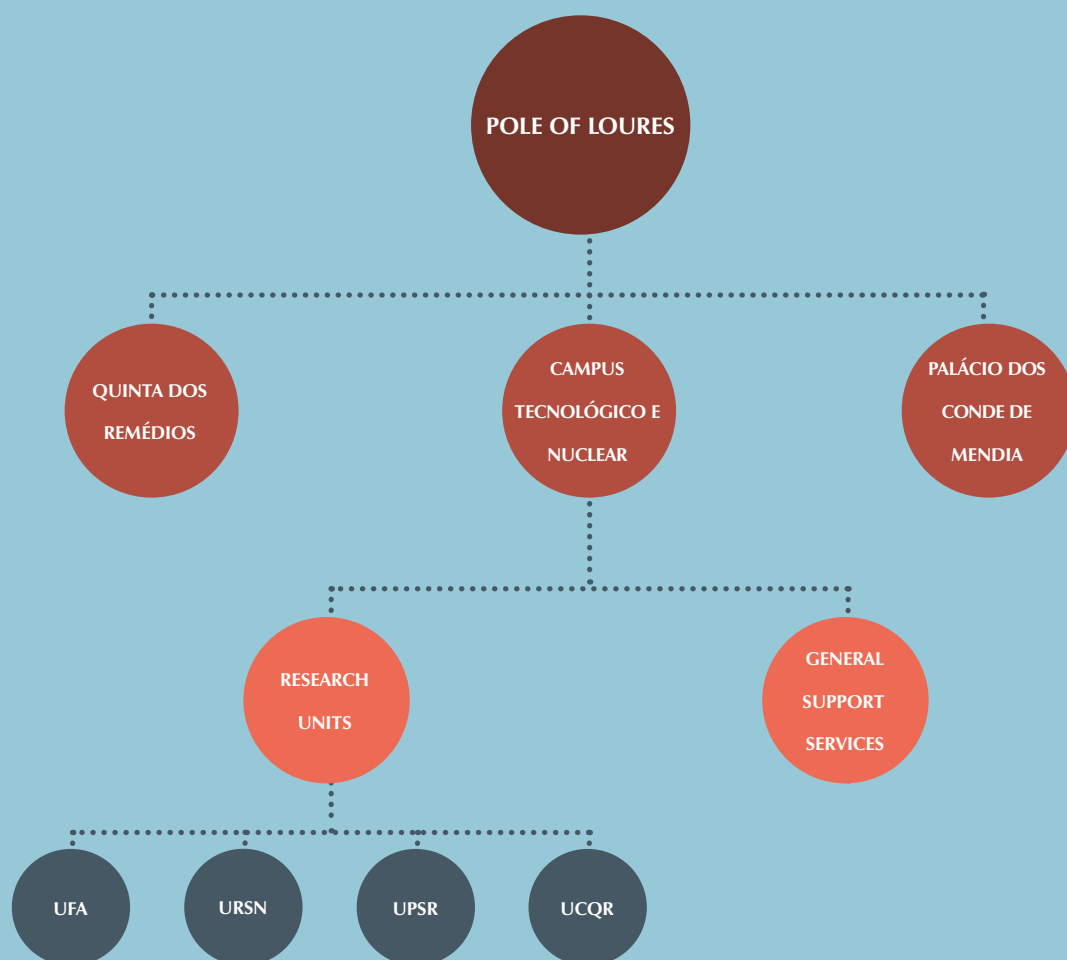 POLE OF LOURES
QUINTA DOS
REMÉDIOS
CAMPUS
TECNOLÓGICO E
NUCLEAR
PALÁCIO DOS
CONDE DE
MENDIA
RESEARCH
UNITS
GENERAL
SUPPORT
SERVICES
UFA
URSN
UPSR
UCQR